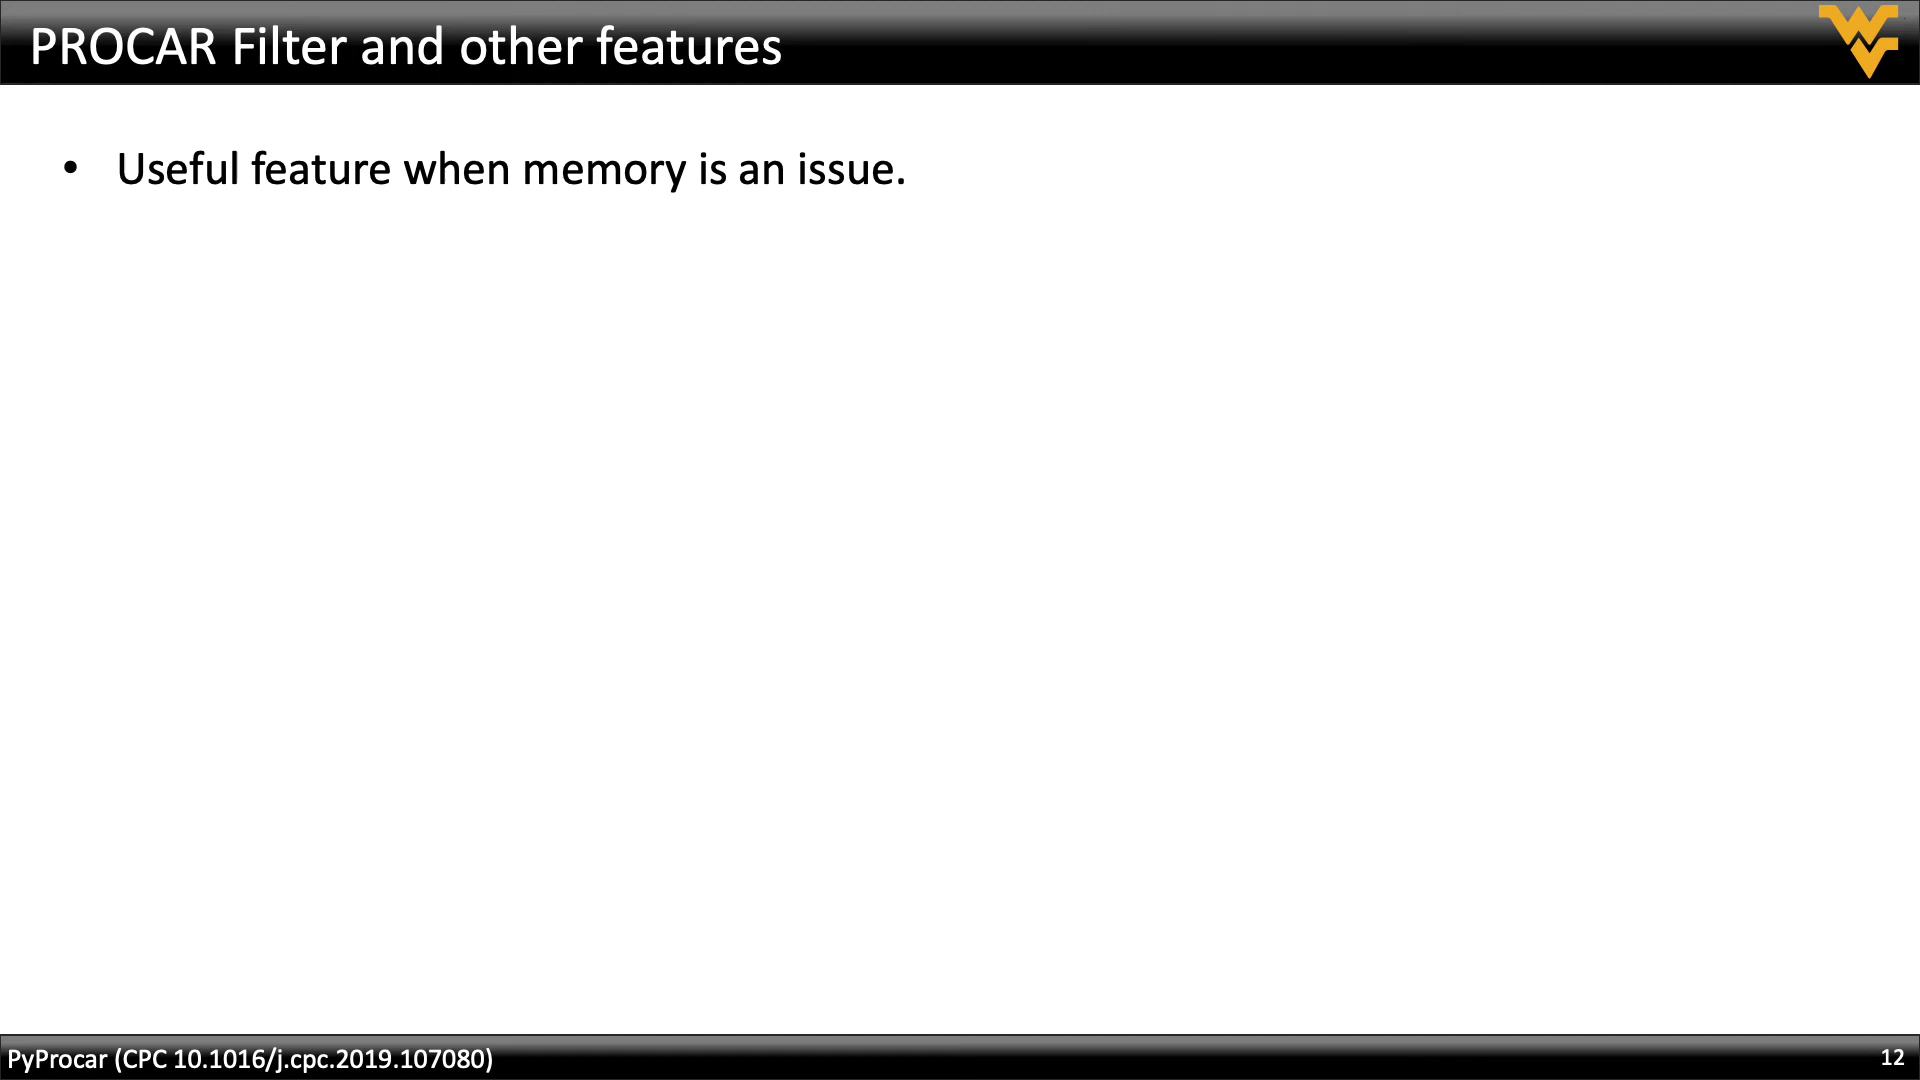 PROCAR Filter and other features
• Useful feature when memory is an issue.
PyProcar (CPC 10.1016/j.cpc.2019.107080)
12